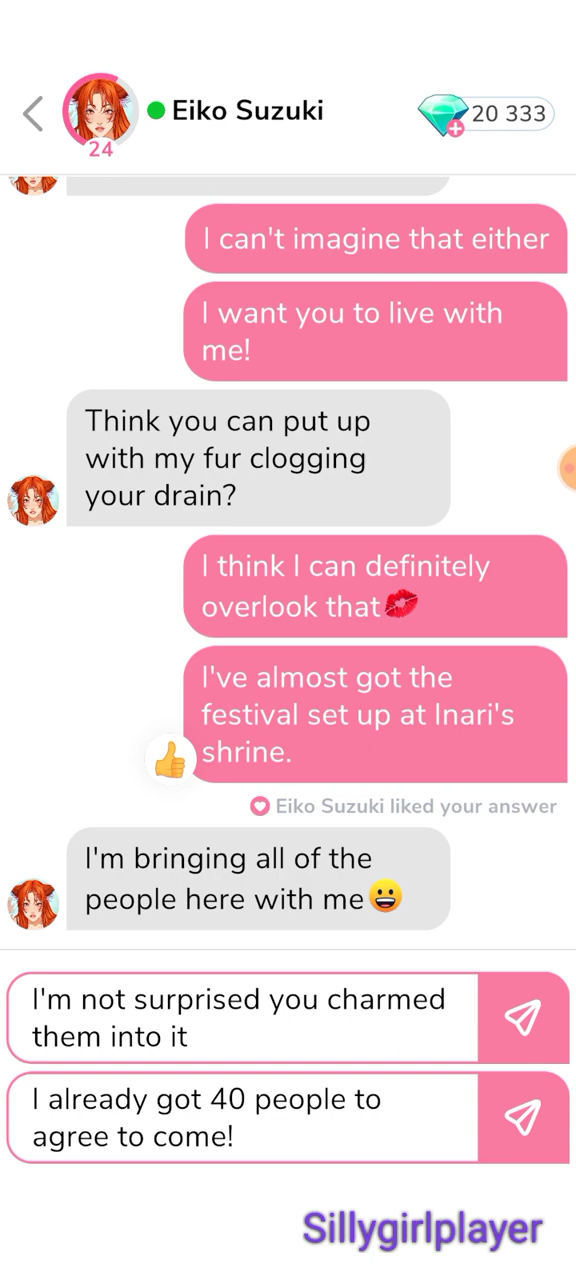 Eiko Suzuki
20 333
24
I can't imagine that either
I want you to live with
me!
Think you can put up
with my fur clogging
your drain?
I think I can definitely
overlook that💋
I've almost got the
festival set up at Inari's
shrine.
Eiko Suzuki liked your answer
I'm bringing all of the
people here with me😀
I'm not surprised you charmed
them into it
I already got 40 people to
agree to come!
Sillygirlplayer